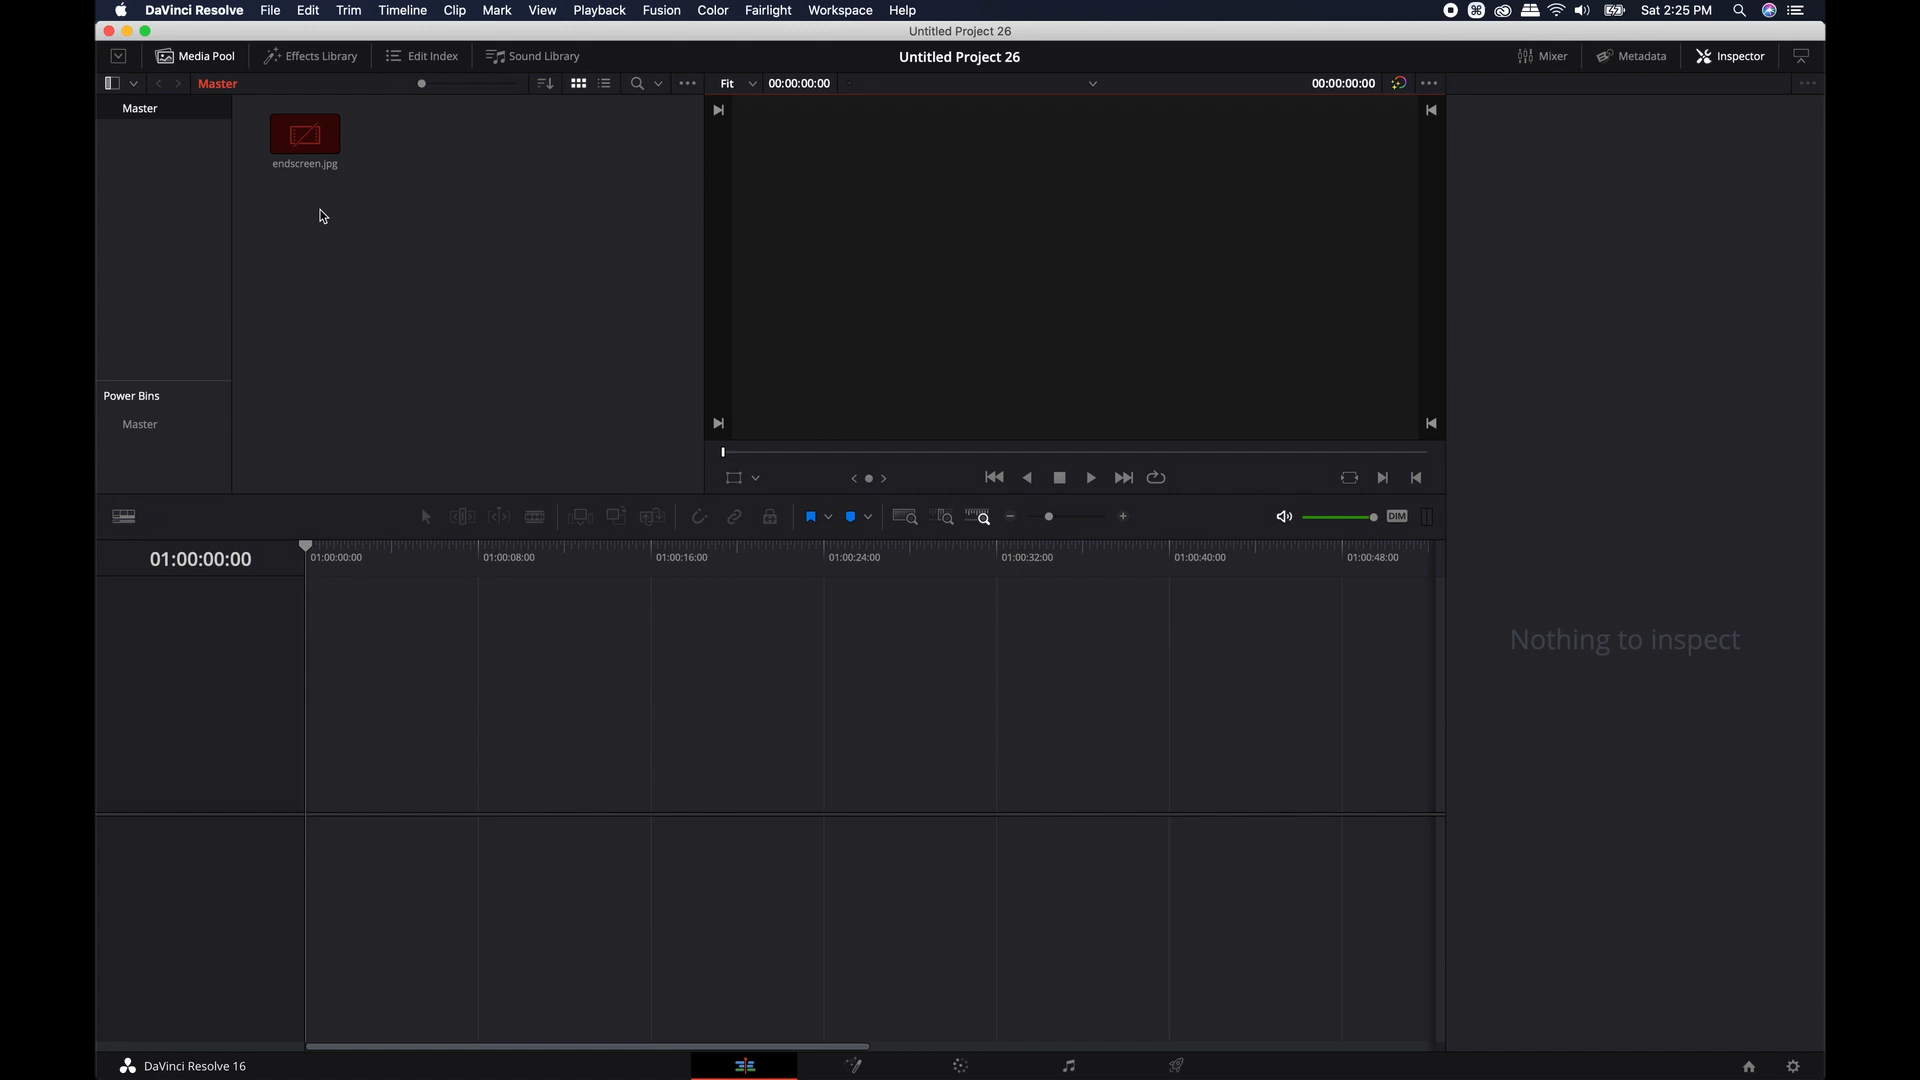 DaVinci Resolve File Edit Trim Timeline Clip Mark View Playback Fusion Color Fairlight Workspace Help Sat 2:25 PM
Untitled Project 26
Media Pool Effects Library Edit Index Sound Library Untitled Project 26 Mixer Metadata Inspector
Master Fit 00:00:00:00 00:00:00:00
Master
endscreen.jpg
Power Bins
Master
DIM
01:00:00:00 01:00:00:00 01:00:08:00 01:00:16:00 01:00:24:00 01:00:32:00 01:00:40:00 01:00:48:00
Nothing to inspect
DaVinci Resolve 16